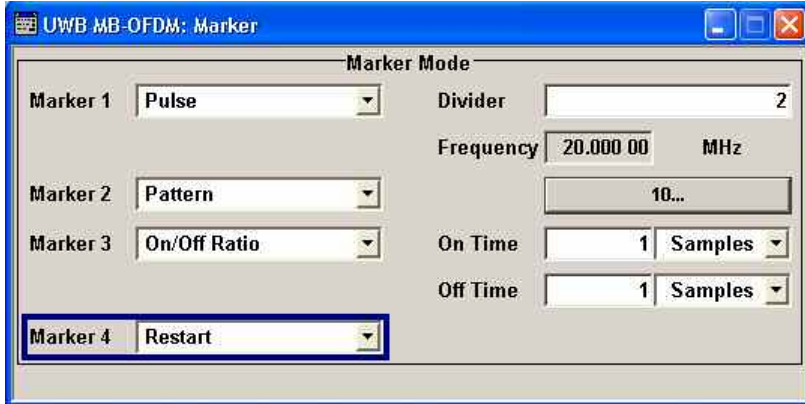 UWB MB-OFDM: Marker
Marker Mode
Marker 1 Pulse Divider 2
Frequency 20.000 00 MHz
Marker 2 Pattern 10...
Marker 3 On/Off Ratio On Time 1 Samples
Off Time 1 Samples
Marker 4 Restart